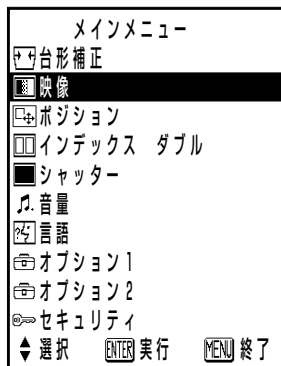 メインメニュー
台形補正
映像
ポジション
インデックス ダブル
シャッター
音量
言語
オプション1
オプション2
セキュリティ
選択 ENTER 実行 MENU 終了